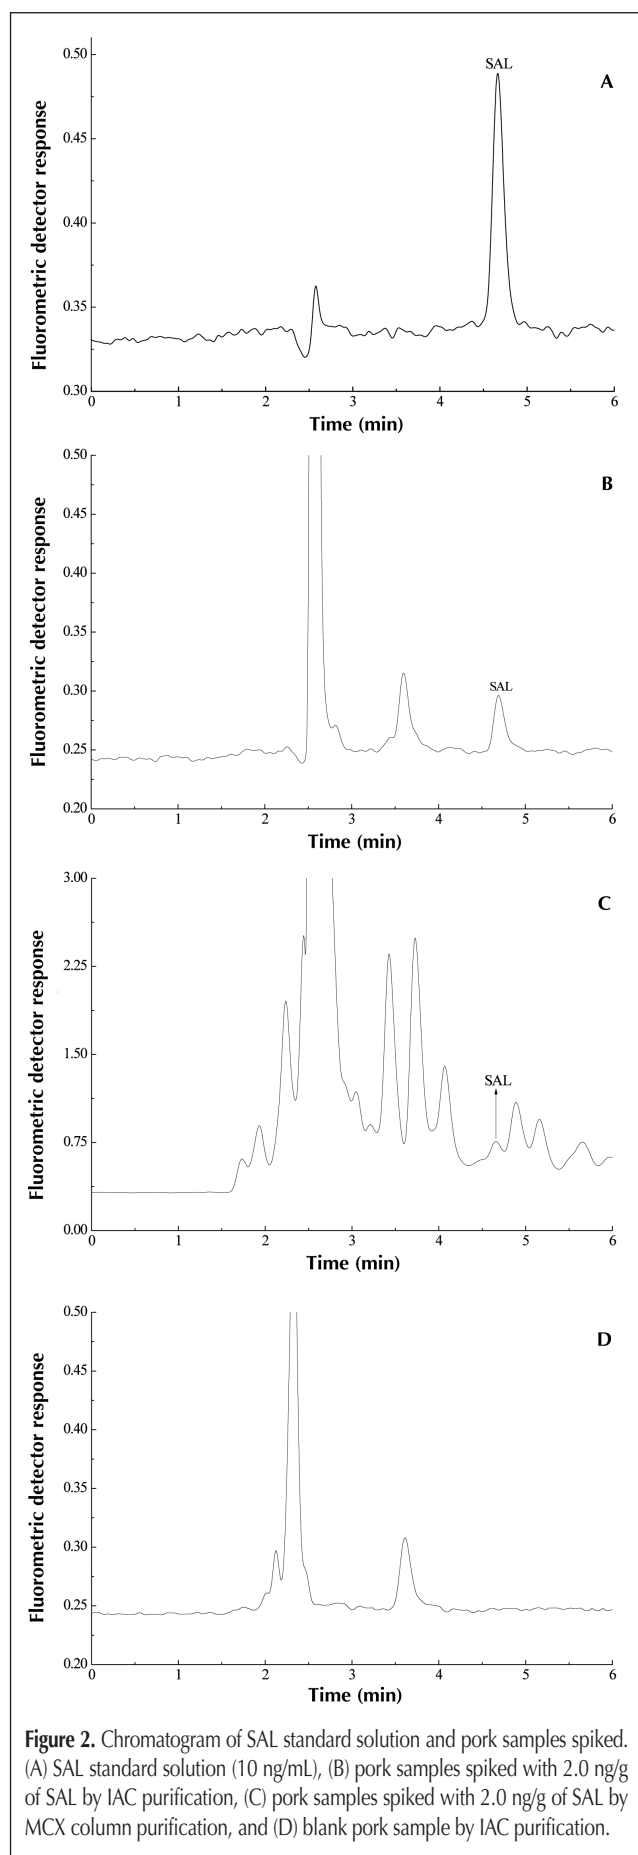 0.50
SAL
A
0.45
0.40
0.35
0.30
Fluorometric detector response
0 1 2 3 4 5 6
Time (min)
0.50
B
0.45
0.40
0.35
0.30
SAL
0.25
0.20
Fluorometric detector response
0 1 2 3 4 5 6
Time (min)
3.00
C
2.25
1.50
SAL
0.75
0.00
Fluorometric detector response
0 1 2 3 4 5 6
Time (min)
0.50
D
0.45
0.40
0.35
0.30
0.25
0.20
Fluorometric detector response
0 1 2 3 4 5 6
Time (min)
Figure 2. Chromatogram of SAL standard solution and pork samples spiked.
(A) SAL standard solution (10 ng/mL), (B) pork samples spiked with 2.0 ng/g
of SAL by IAC purification, (C) pork samples spiked with 2.0 ng/g of SAL by
MCX column purification, and (D) blank pork sample by IAC purification.